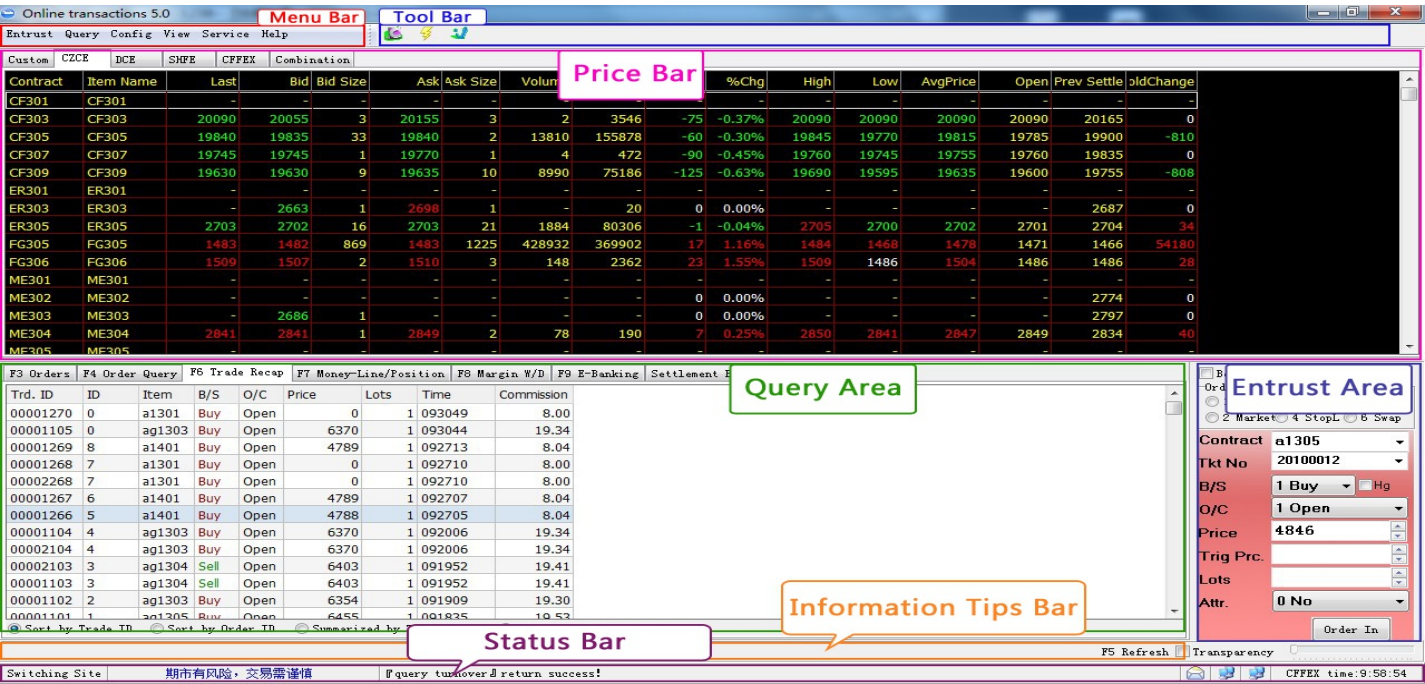 Online transactions 5.0
Menu Bar
Tool Bar
Entrust Query Config View Service Help
Custom CZCE DCE SHFE CFFEX Combination
Price Bar
Contract Item Name Last Bid Bid Size Ask Ask Size Volum %Chg High Low AvgPrice Open Prev Settle oldChange
CF301 CF301 - - - - - - - - - - - - - - -
CF303 CF303 20090 20055 3 20155 3 2 3546 -75 -0.37% 20090 20090 20090 20090 20165 0
CF305 CF305 19840 19835 33 19840 2 13810 155878 -60 -0.30% 19845 19770 19815 19785 19900 -810
CF307 CF307 19745 19745 1 19770 1 4 472 -90 -0.45% 19760 19745 19755 19760 19835 0
CF309 CF309 19630 19630 9 19635 10 8990 75186 -125 -0.63% 19690 19595 19635 19600 19755 -808
ER301 ER301 - - - - - - - - - - - - - - -
ER303 ER303 - 2663 1 2698 1 - 20 0 0.00% - - - - 2687 0
ER305 ER305 2703 2702 16 2703 21 1884 80306 -1 -0.04% 2705 2700 2702 2701 2704 34
FG305 FG305 1483 1482 869 1483 1225 428932 369902 17 1.16% 1484 1468 1478 1471 1466 54180
FG306 FG306 1509 1507 2 1510 3 148 2362 23 1.55% 1509 1486 1504 1486 1486 28
ME301 ME301 - - - - - - - - - - - - - - -
ME302 ME302 - - - - - - - 0 0.00% - - - - 2774 0
ME303 ME303 - 2686 1 - - - - 0 0.00% - - - - 2797 0
ME304 ME304 2841 2841 1 2849 2 78 190 7 0.25% 2850 2841 2847 2849 2834 40
ME305 ME305 - - - - - - - - - - - - - - -
F3 Orders F4 Order Query F6 Trade Recap F7 Money-Line/Position F8 Margin W/D F9 E-Banking Settlement
Query Area
Trd. ID ID Item B/S O/C Price Lots Time Commission
00001270 0 a1301 Buy Open 0 1 093049 8.00
00001105 0 ag1303 Buy Open 6370 1 093044 19.34
00001269 8 a1401 Buy Open 4789 1 092713 8.04
00001268 7 a1301 Buy Open 0 1 092710 8.00
00002268 7 a1301 Buy Open 0 1 092710 8.00
00001267 6 a1401 Buy Open 4789 1 092707 8.04
00001266 5 a1401 Buy Open 4788 1 092705 8.04
00001104 4 ag1303 Buy Open 6370 1 092006 19.34
00002104 4 ag1303 Buy Open 6370 1 092006 19.34
00002103 3 ag1304 Sell Open 6403 1 091952 19.41
00001103 3 ag1304 Sell Open 6403 1 091952 19.41
00001102 2 ag1303 Buy Open 6354 1 091909 19.30
00001101 1 ag1305 Buy Open 6455 1 091835 19.53
Sort by Trade ID Sort by Order ID Summarized by
Entrust Area
2 Market 4 StopL 6 Swap
Contract a1305
Tkt No 20100012
B/S 1 Buy Hg
O/C 1 Open
Price 4846
Trig Prc.
Lots
Attr. 0 No
Order In
Information Tips Bar
Status Bar
F5 Refresh Transparency
Switching Site 期市有风险，交易需谨慎 『query turnover』return success! CFFEX time:9:58:54